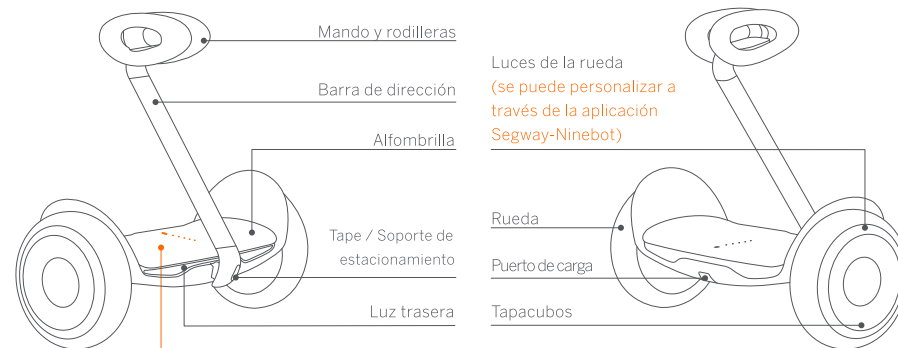 Mando y rodilleras
Barra de dirección
Alfombrilla
Tape / Soporte de
estacionamiento
Luz trasera
Luces de la rueda
(se puede personalizar a
través de la aplicación
Segway-Ninebot)
Rueda
Puerto de carga
Tapacubos